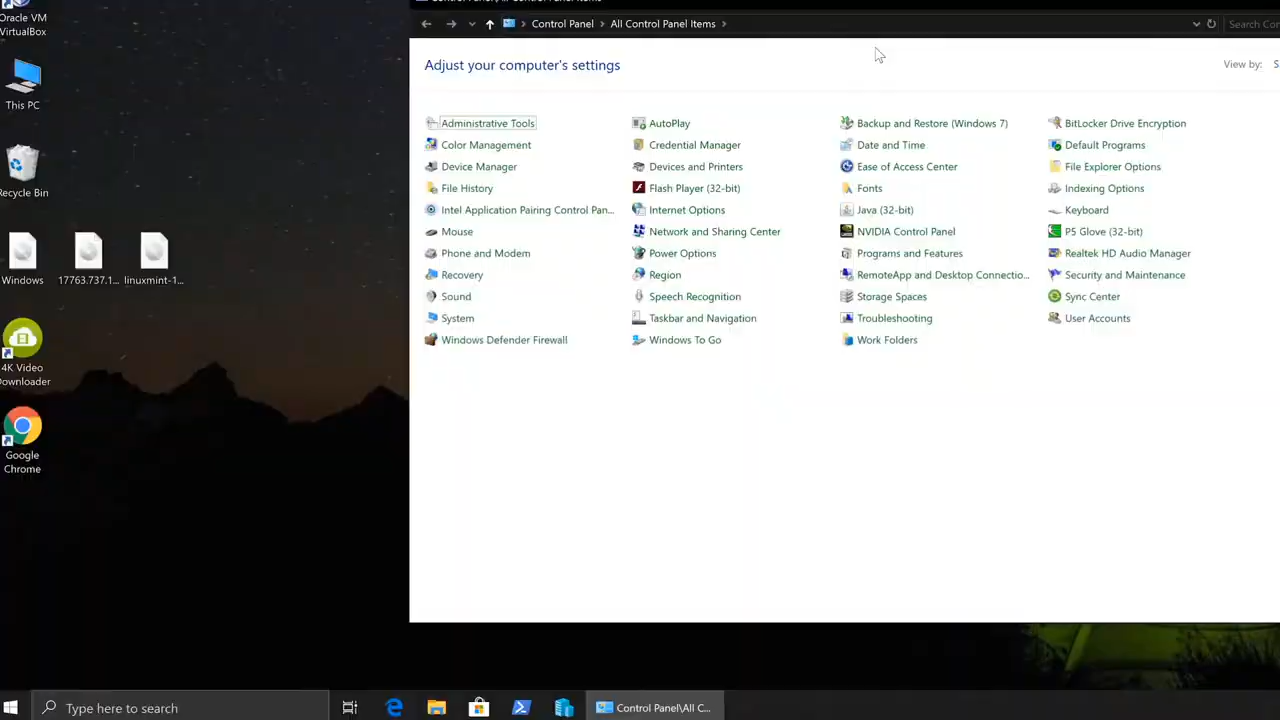 Oracle VM
VirtualBox
This PC
Recycle Bin
Windows
17763.737.1...
linuxmint-1...
4K Video
Downloader
Google
Chrome
Control Panel > All Control Panel Items >
Search Con
Adjust your computer's settings
View by: S
Administrative Tools
AutoPlay
Backup and Restore (Windows 7)
BitLocker Drive Encryption
Color Management
Credential Manager
Date and Time
Default Programs
Device Manager
Devices and Printers
Ease of Access Center
File Explorer Options
File History
Flash Player (32-bit)
Fonts
Indexing Options
Intel Application Pairing Control Pan...
Internet Options
Java (32-bit)
Keyboard
Mouse
Network and Sharing Center
NVIDIA Control Panel
P5 Glove (32-bit)
Phone and Modem
Power Options
Programs and Features
Realtek HD Audio Manager
Recovery
Region
RemoteApp and Desktop Connectio...
Security and Maintenance
Sound
Speech Recognition
Storage Spaces
Sync Center
System
Taskbar and Navigation
Troubleshooting
User Accounts
Windows Defender Firewall
Windows To Go
Work Folders
Type here to search
Control Panel\All C...